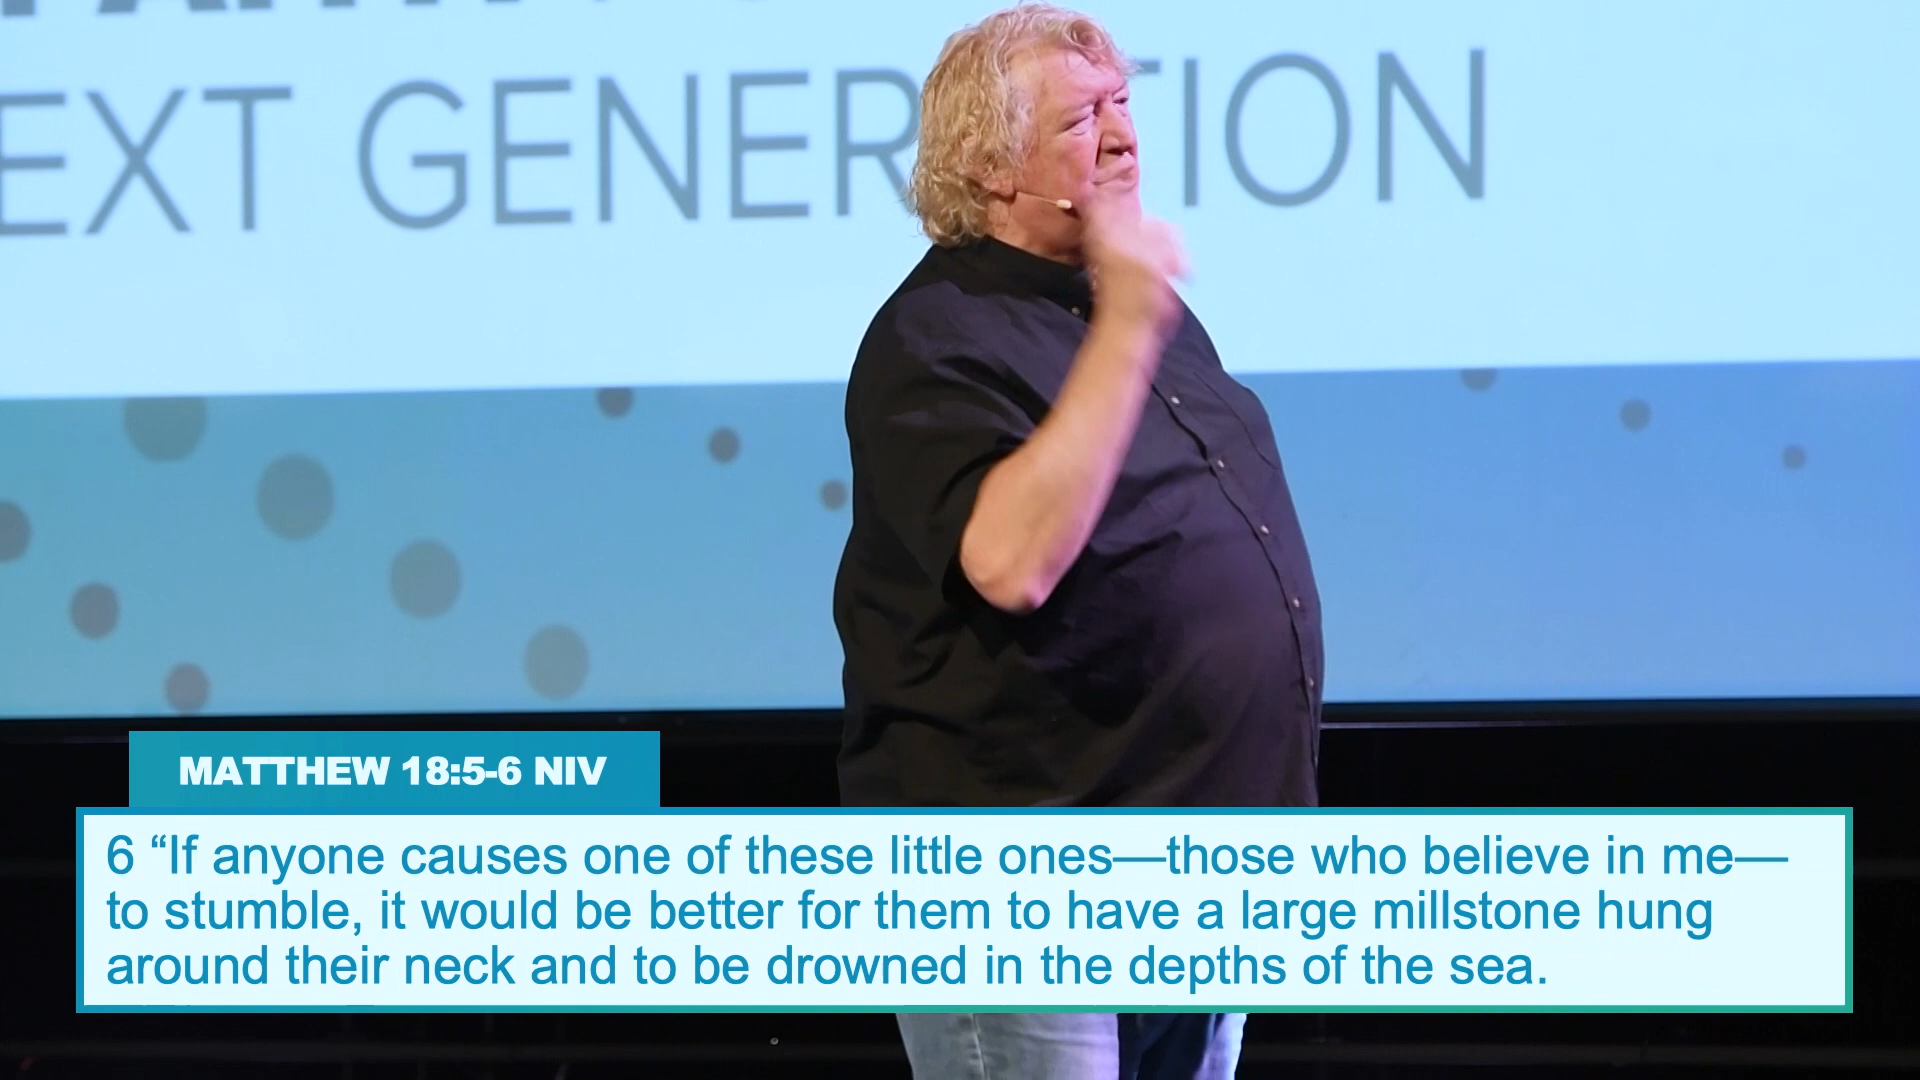 EXT GENER TION
MATTHEW 18:5-6 NIV
6 “If anyone causes one of these little ones—those who believe in me—
to stumble, it would be better for them to have a large millstone hung
around their neck and to be drowned in the depths of the sea.